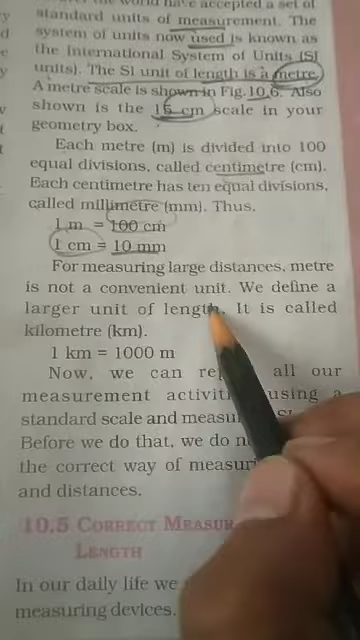 the world have accepted a set of
standard units of measurement. The
system of units now used is known as
the International System of Units (SI
units). The SI unit of length is a metre.
A metre scale is shown in Fig.10.6. Also
shown is the 15 cm scale in your
geometry box.
Each metre (m) is divided into 100
equal divisions, called centimetre (cm).
Each centimetre has ten equal divisions,
called millimetre (mm). Thus,
1 m = 100 cm
1 cm = 10 mm
For measuring large distances, metre
is not a convenient unit. We define a
larger unit of length. It is called
kilometre (km).
1 km = 1000 m
Now, we can all our
measurement using a
standard scale and
Before we do that, we do
the correct way of
and distances.
10.5 CORRECT
LENGTH
In our daily life we
measuring devices.